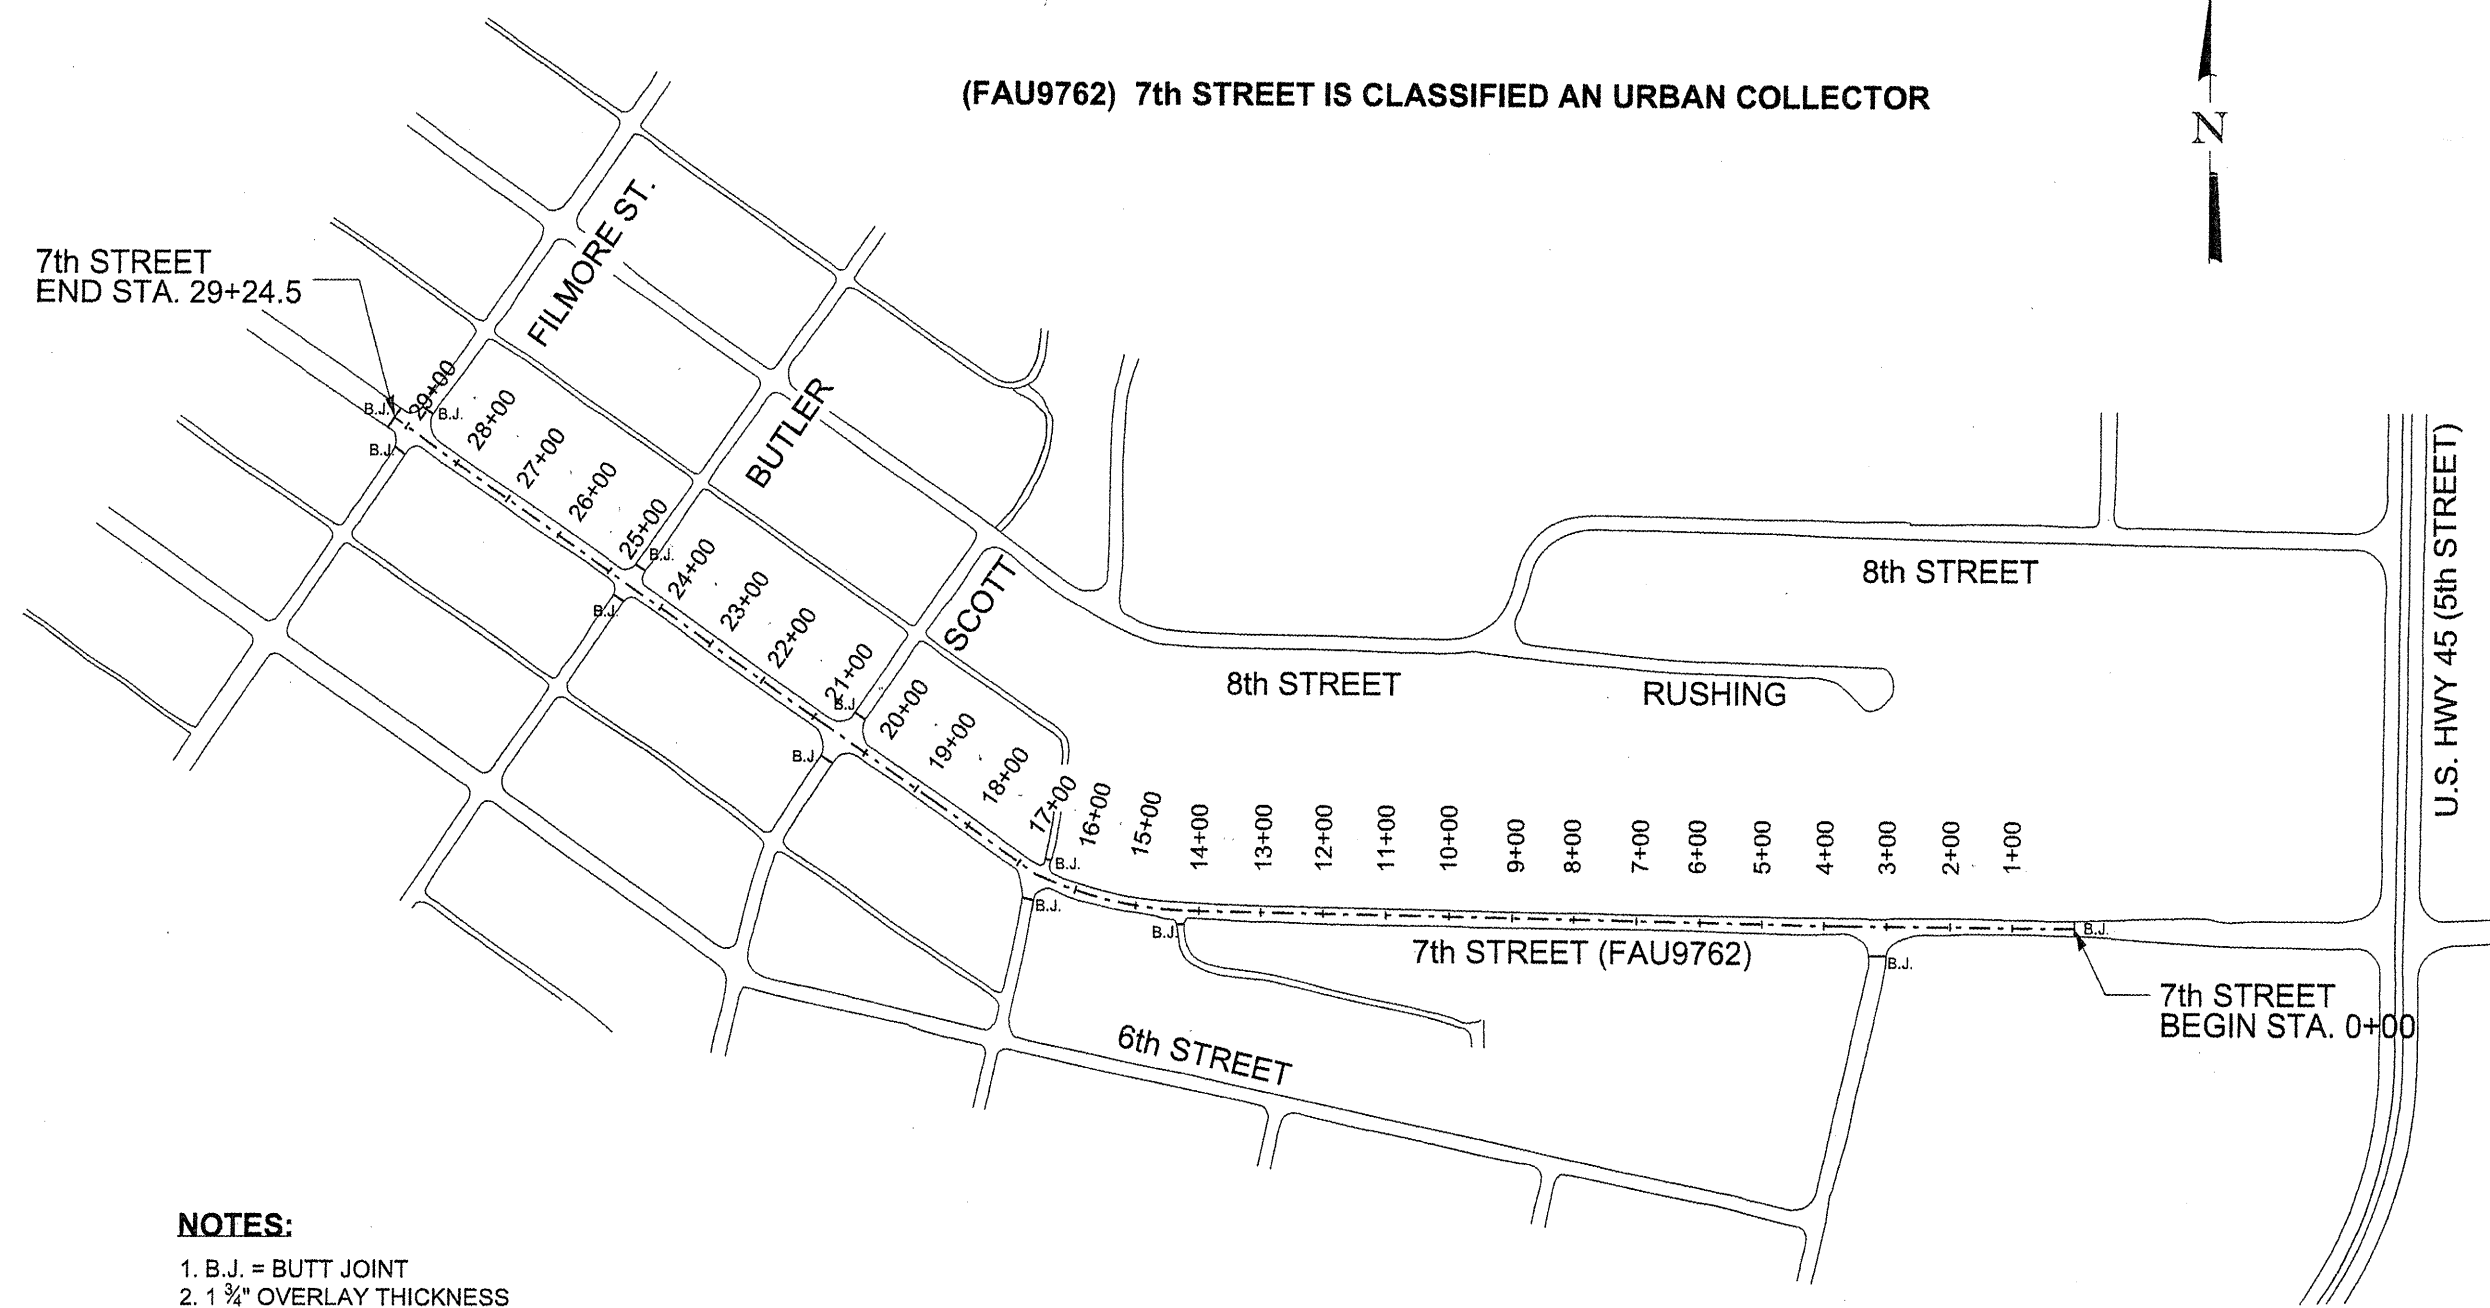 (FAU9762) 7th STREET IS CLASSIFIED AN URBAN COLLECTOR
N
7th STREET
END STA. 29+24.5
FILMORE ST.
BUTLER
SCOTT
B.J.
29+00
B.J.
B.J.
28+00
27+00
26+00
25+00
B.J.
B.J.
24+00
23+00
22+00
21+00
B.J.
B.J.
20+00
19+00
18+00
17+00
B.J.
B.J.
16+00
15+00
14+00
13+00
12+00
11+00
10+00
9+00
8+00
7+00
6+00
5+00
4+00
3+00
2+00
1+00
8th STREET
8th STREET
RUSHING
U.S. HWY 45 (5th STREET)
B.J.
7th STREET (FAU9762)
B.J.
B.J.
7th STREET
BEGIN STA. 0+00
6th STREET
NOTES:
1. B.J. = BUTT JOINT
2. 1 ¾" OVERLAY THICKNESS